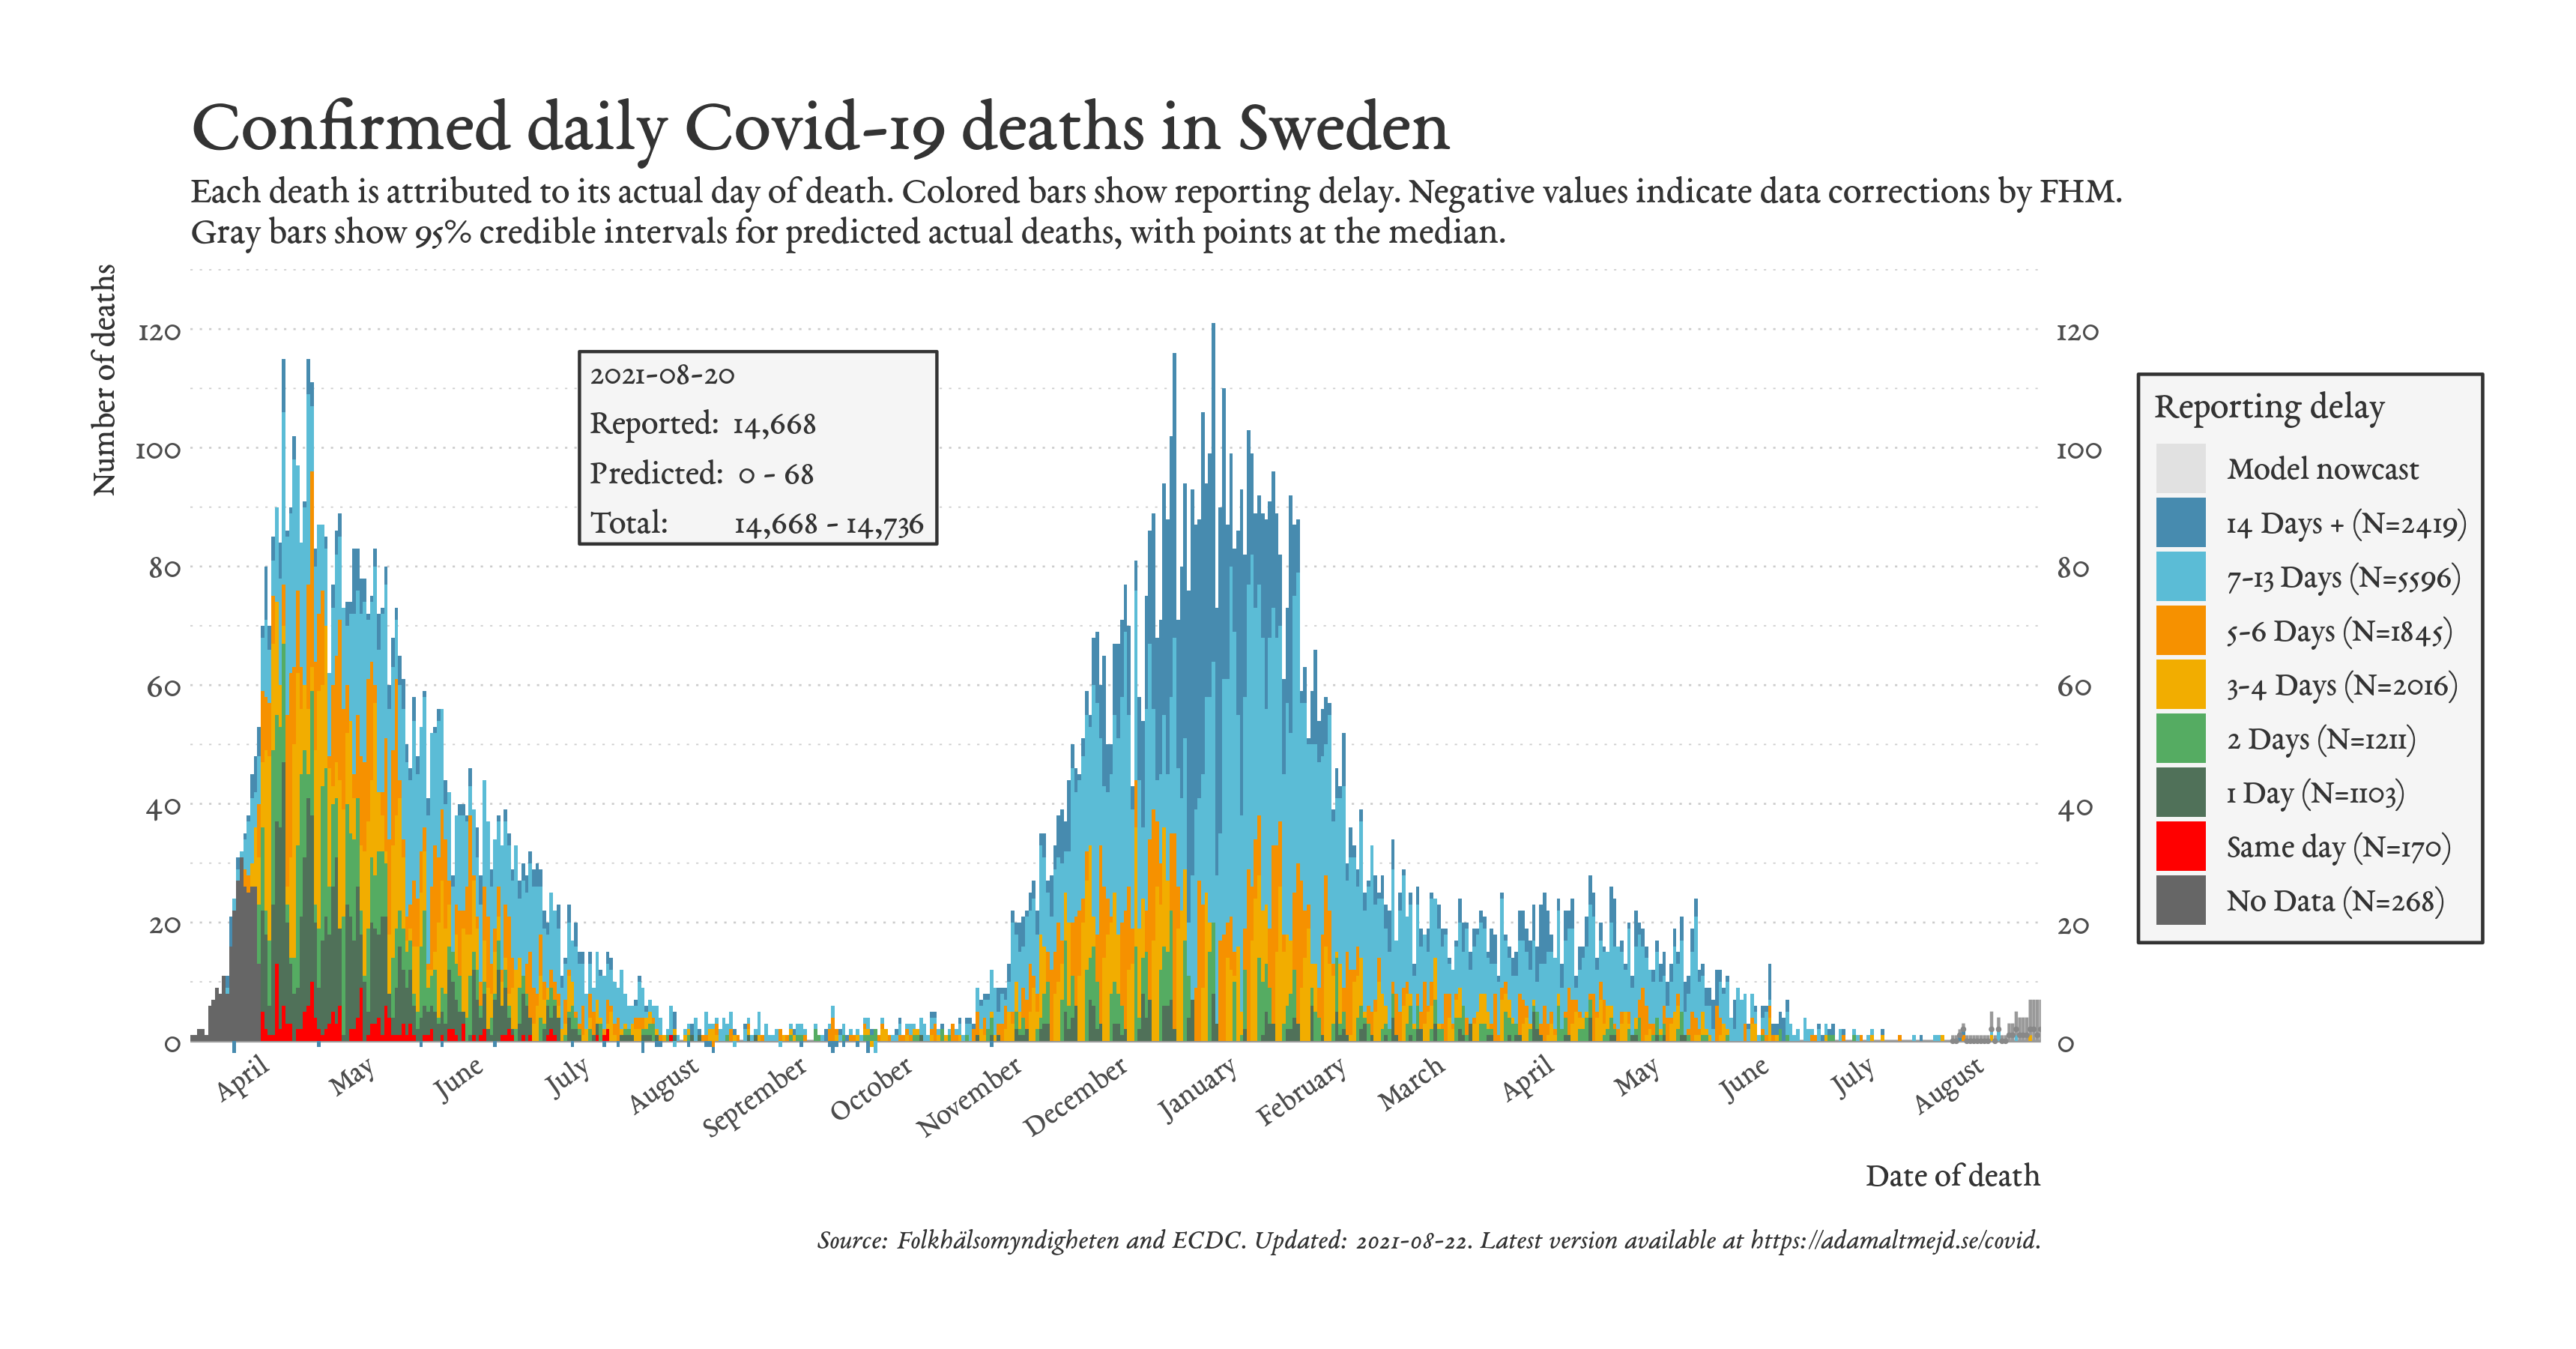 Confirmed daily Covid-19 deaths in Sweden
Each death is attributed to its actual day of death. Colored bars show reporting delay. Negative values indicate data corrections by FHM.
Gray bars show 95% credible intervals for predicted actual deaths, with points at the median.
Number of deaths
120
100
80
60
40
20
0
2021-08-20
Reported: 14,668
Predicted: 0 - 68
Total: 14,668 - 14,736
120
100
80
60
40
20
0
Reporting delay
Model nowcast
14 Days + (N=2419)
7-13 Days (N=5596)
5-6 Days (N=1845)
3-4 Days (N=2016)
2 Days (N=1211)
1 Day (N=1103)
Same day (N=170)
No Data (N=268)
April
May
June
July
August
September
October
November
December
January
February
March
April
May
June
July
August
Date of death
Source: Folkhälsomyndigheten and ECDC. Updated: 2021-08-22. Latest version available at https://adamaltmejd.se/covid.